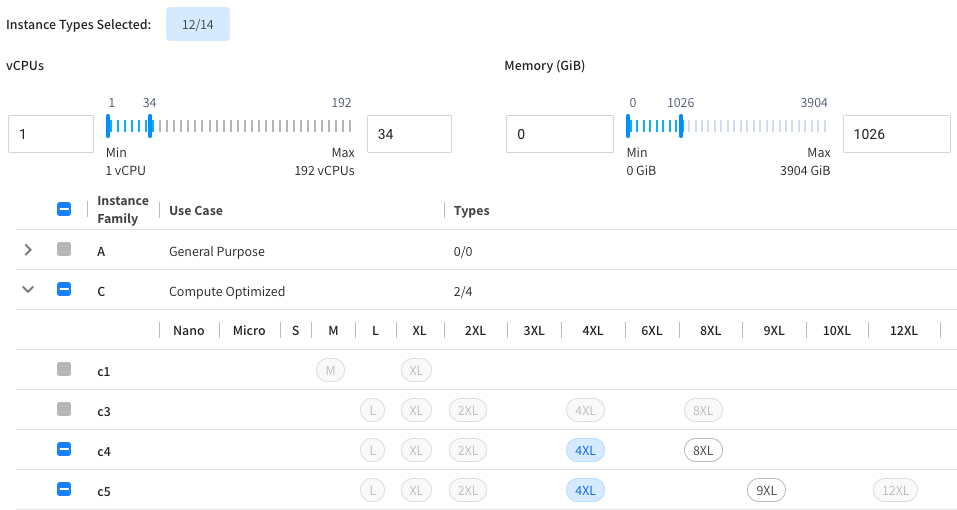 Instance Types Selected: 12/14
vCPUs Memory (GiB)
1 34 192 0 1026 3904
1 34 0 1026
Min Max Min Max
1 vCPU 192 vCPUs 0 GiB 3904 GiB
Instance Family Use Case Types
A General Purpose 0/0
C Compute Optimized 2/4
Nano Micro S M L XL 2XL 3XL 4XL 6XL 8XL 9XL 10XL 12XL
c1 M XL
c3 L XL 2XL 4XL 8XL
c4 L XL 2XL 4XL 8XL
c5 L XL 2XL 4XL 9XL 12XL